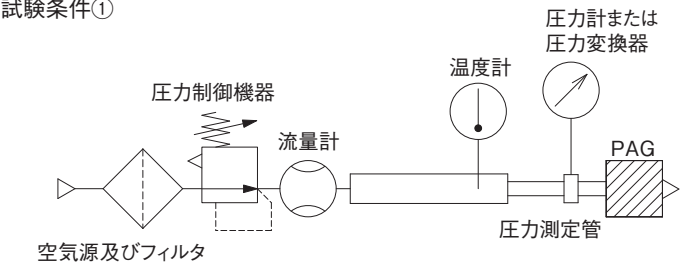 試験条件①
圧力計または
圧力変換器
温度計
圧力制御機器
流量計
PAG
圧力測定管
空気源及びフィルタ